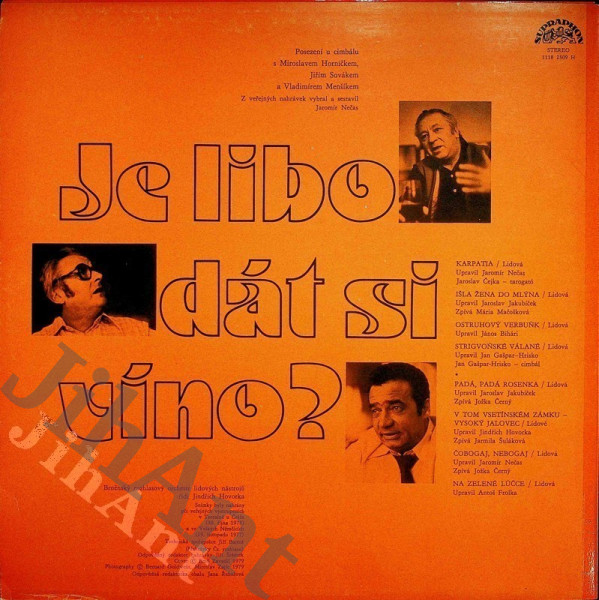 Posezení u cimbálu
s Miroslavem Horníčkem,
Jiřím Sovákem
a Vladimírem Menšíkem
Z veřejných nahrávek vybral a sestavil
Jaromír Nečas
SUPRAPHON
STEREO
Je libo
dát si
víno?
KARPATIA / Lidová
Upravil Jaromír Nečas
Jaroslav Čejka – tarogató
IŠLA ŽENA DO MLYNA / Lidová
Upravil Jaroslav Jakubíček
Zpívá Mária Mačošková
OSTRUHOVÝ VERBUŇK / Lidová
Upravil János Bihári
STRIGVOŇSKÉ VÁLANÉ / Lidová
Upravil Jan Gašpar-Hrisko
Jan Gašpar-Hrisko – cimbál
PADÁ, PADÁ ROSENKA / Lidová
Upravil Jaroslav Jakubíček
Zpívá Jožka Černý
V TOM VSETÍNSKÉM ZÁMKU –
VYSOKÝ JALOVEC / Lidové
Upravil Jindřich Hovorka
Zpívá Jarmila Šuláková
ČOBOGAJ, NEBOGAJ / Lidová
Upravil Jaromír Nečas
Zpívá Jožka Černý
NA ZELENÉ LÚČCE / Lidová
Upravil
Brněnský rozhlasový orchestr lidových nástrojů
řídí Jindřich Hovorka
JihAnt
JihAnt